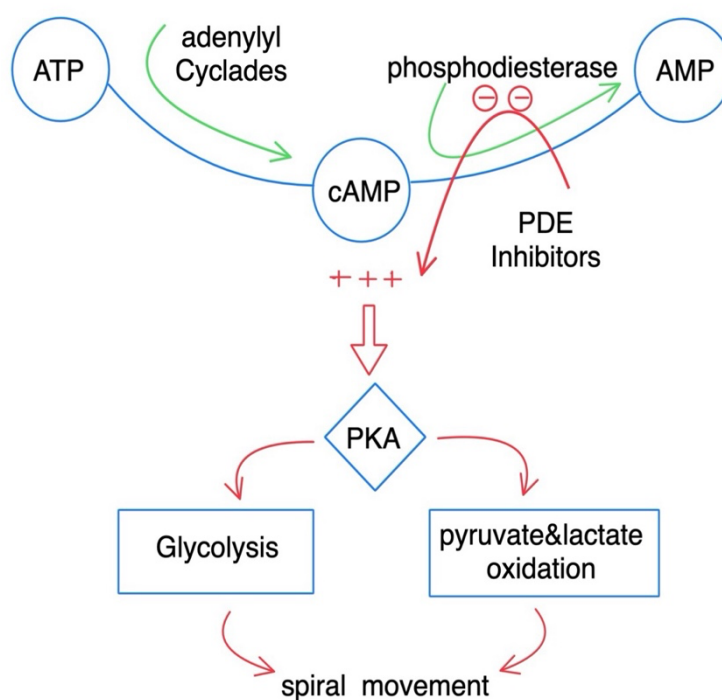 ATP
adenylyl
Cyclades
phosphodiesterase
AMP
⊖ ⊖
cAMP
PDE
Inhibitors
+ + +
PKA
Glycolysis
pyruvate&lactate
oxidation
spiral movement